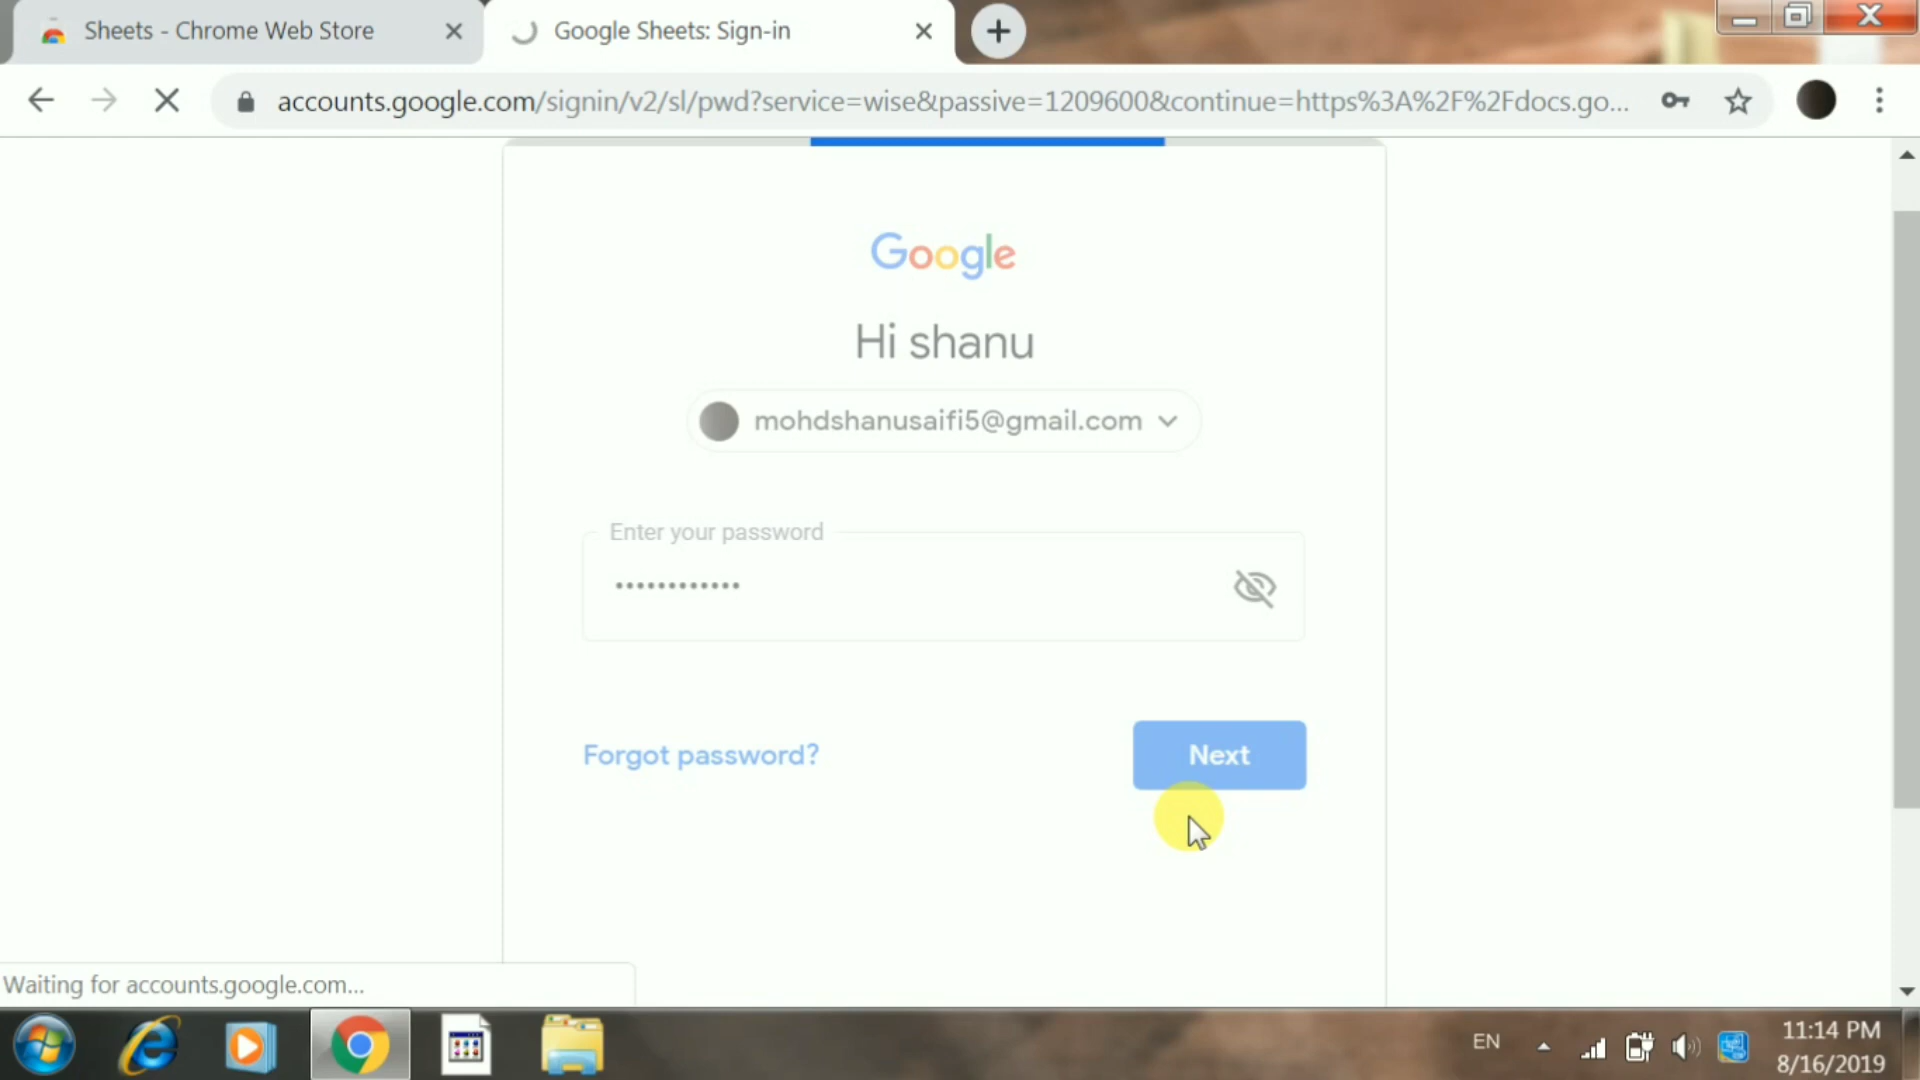 Sheets - Chrome Web Store
Google Sheets: Sign-in
accounts.google.com/signin/v2/sl/pwd?service=wise&passive=1209600&continue=https%3A%2F%2Fdocs.go...
Google
Hi shanu
mohdshanusaifi5@gmail.com
Enter your password
Forgot password?
Next
Waiting for accounts.google.com...
EN
11:14 PM
8/16/2019